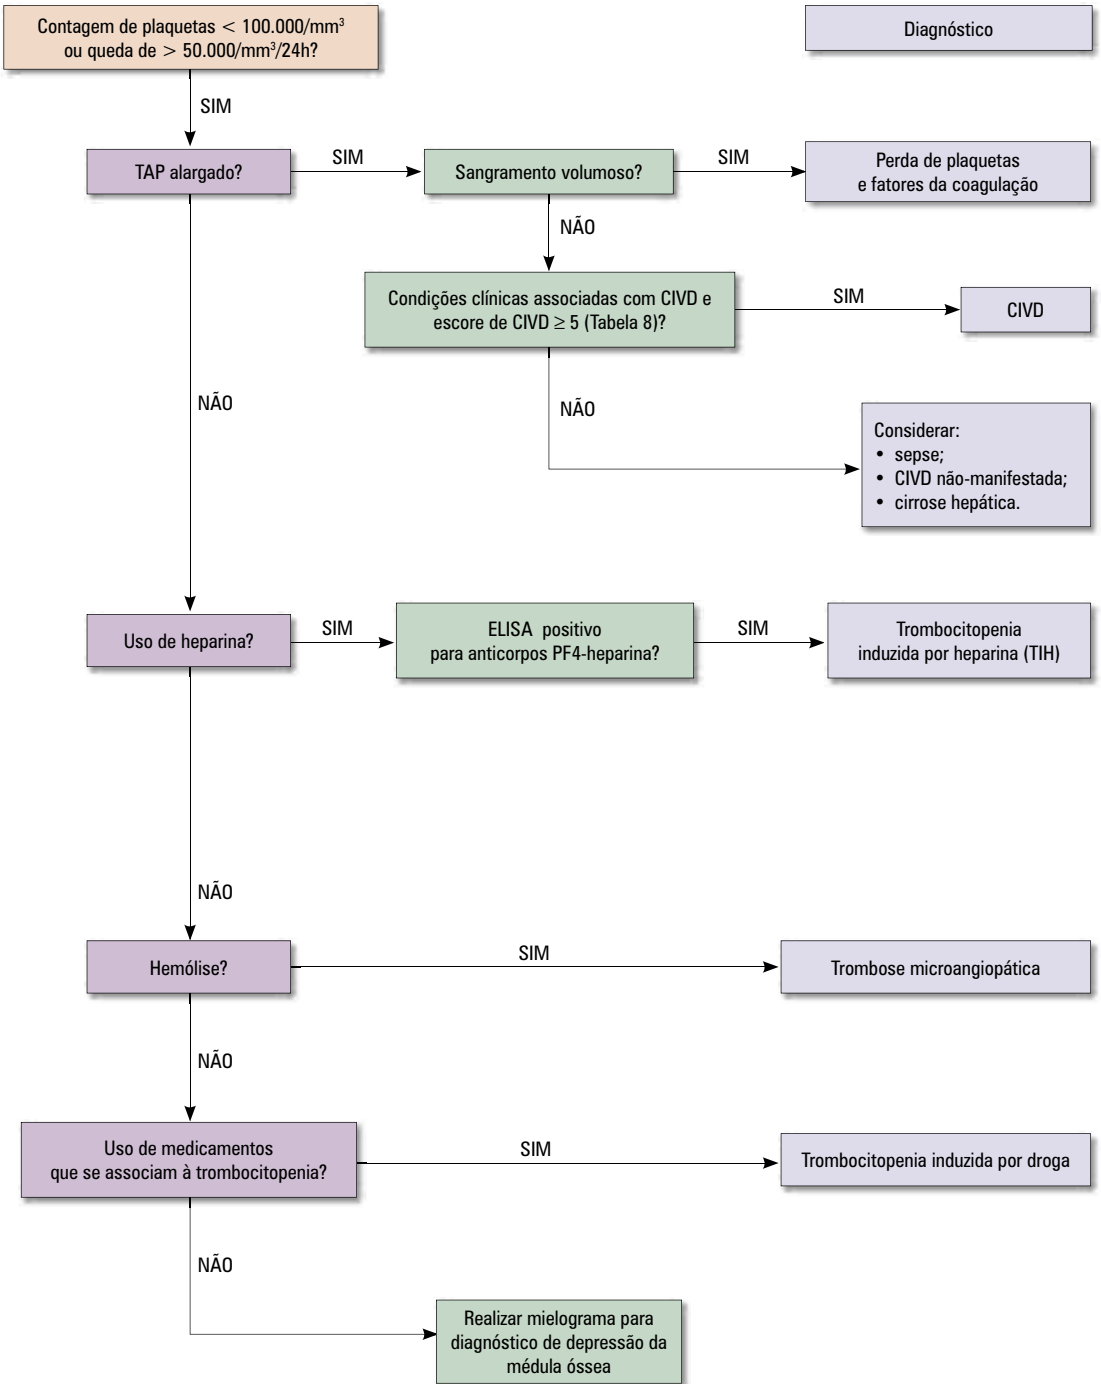 Contagem de plaquetas < 100.000/mm³
ou queda de > 50.000/mm³/24h?
Diagnóstico
SIM
TAP alargado?
SIM
Sangramento volumoso?
SIM
Perda de plaquetas
e fatores da coagulação
NÃO
Condições clínicas associadas com CIVD e
escore de CIVD ≥ 5 (Tabela 8)?
SIM
CIVD
NÃO
NÃO
Considerar:
• sepse;
• CIVD não-manifestada;
• cirrose hepática.
Uso de heparina?
SIM
ELISA positivo
para anticorpos PF4-heparina?
SIM
Trombocitopenia
induzida por heparina (TIH)
NÃO
Hemólise?
SIM
Trombose microangiopática
NÃO
Uso de medicamentos
que se associam à trombocitopenia?
SIM
Trombocitopenia induzida por droga
NÃO
Realizar mielograma para
diagnóstico de depressão da
médula óssea